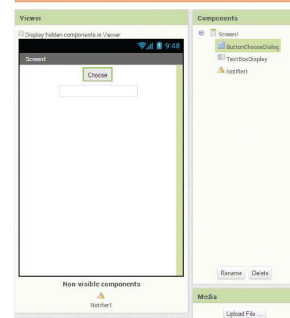 Viewer
Display hidden components in Viewer
9:48
Screen1
Choose
Non-visible components
Notifier1
Components
Screen1
ButtonChooseDialog
TextBoxDisplay
Notifier1
Rename Delete
Media
Upload File ...